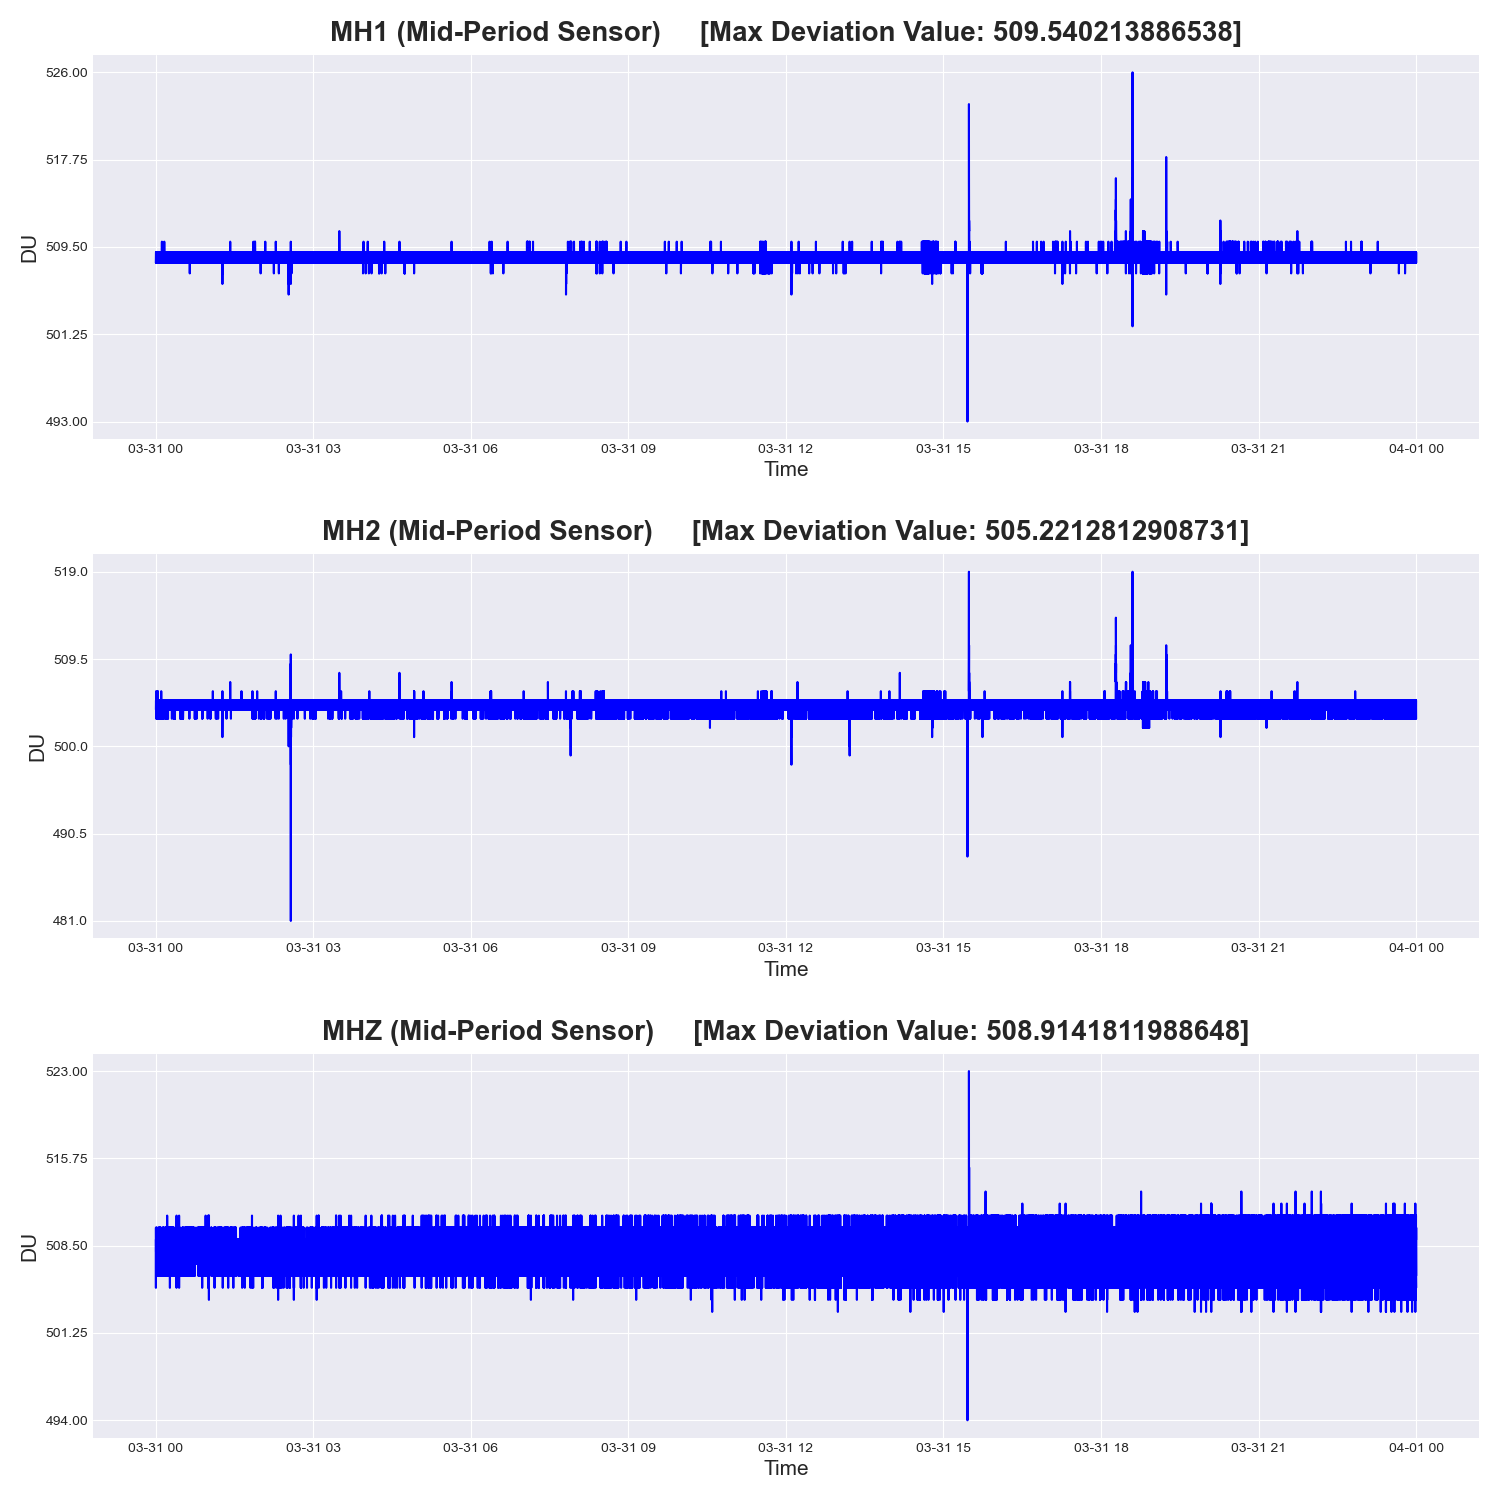 MH1 (Mid-Period Sensor) [Max Deviation Value: 509.540213886538]
526.00
517.75
509.50
501.25
493.00
DU
03-31 00 03-31 03 03-31 06 03-31 09 03-31 12 03-31 15 03-31 18 03-31 21 04-01 00
Time
MH2 (Mid-Period Sensor) [Max Deviation Value: 505.2212812908731]
519.0
509.5
500.0
490.5
481.0
DU
03-31 00 03-31 03 03-31 06 03-31 09 03-31 12 03-31 15 03-31 18 03-31 21 04-01 00
Time
MHZ (Mid-Period Sensor) [Max Deviation Value: 508.9141811988648]
523.00
515.75
508.50
501.25
494.00
DU
03-31 00 03-31 03 03-31 06 03-31 09 03-31 12 03-31 15 03-31 18 03-31 21 04-01 00
Time